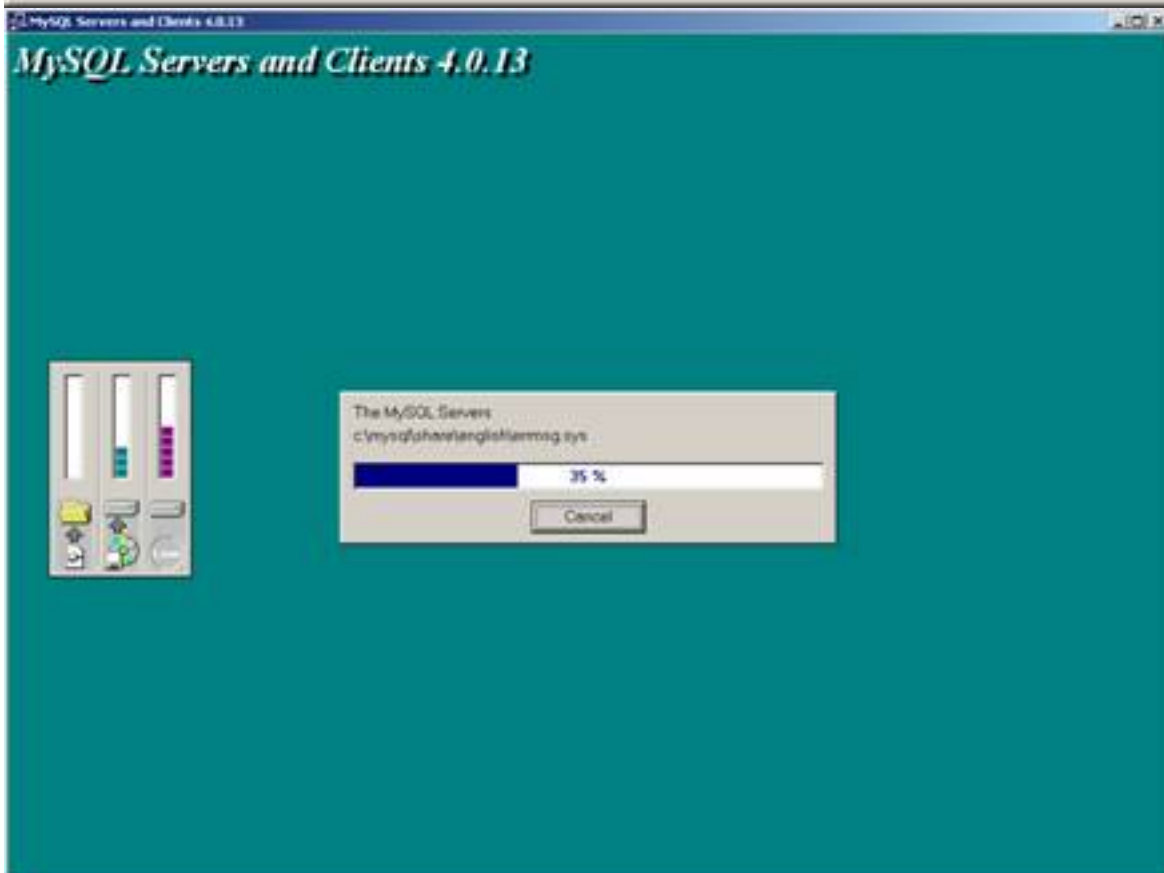 MySQL Servers and Clients 4.0.13
MySQL Servers and Clients 4.0.13
The MySQL Servers
c:\mysql\share\english\errmsg.sys
35 %
Cancel